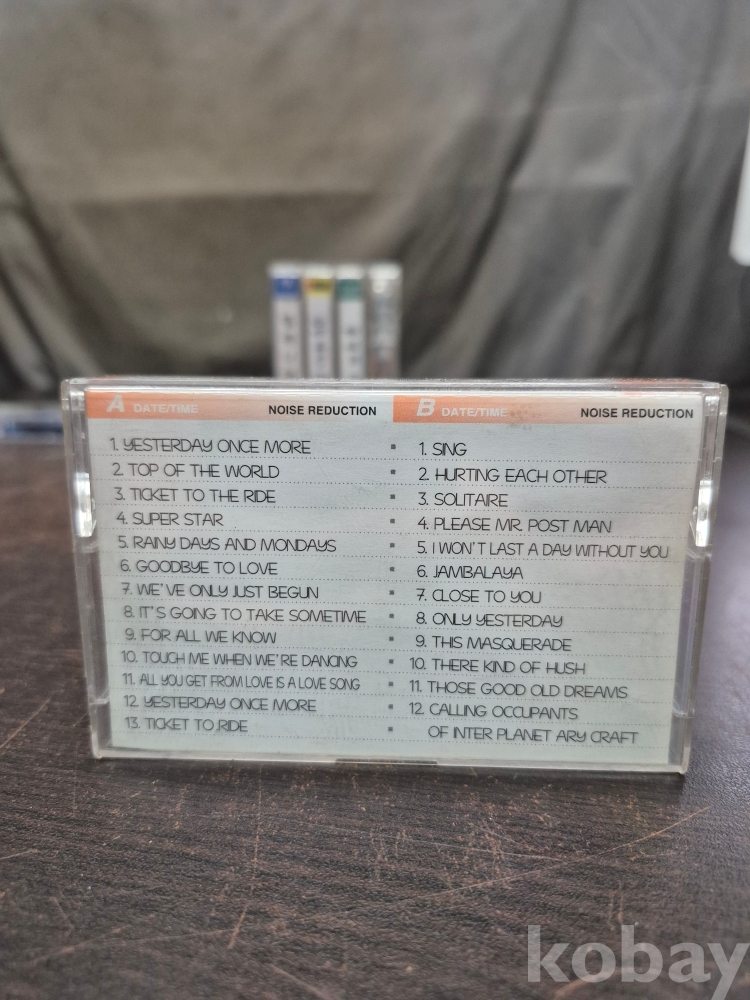 A DATE/TIME NOISE REDUCTION
1. YESTERDAY ONCE MORE
2. TOP OF THE WORLD
3. TICKET TO THE RIDE
4. SUPER STAR
5. RAINY DAYS AND MONDAYS
6. GOODBYE TO LOVE
7. WE'VE ONLY JUST BEGUN
8. IT'S GOING TO TAKE SOMETIME
9. FOR ALL WE KNOW
10. TOUCH ME WHEN WE'RE DANCING
11. ALL YOU GET FROM LOVE IS A LOVE SONG
12. YESTERDAY ONCE MORE
13. TICKET TO RIDE
B DATE/TIME NOISE REDUCTION
1. SING
2. HURTING EACH OTHER
3. SOLITAIRE
4. PLEASE MR. POST MAN
5. I WON'T LAST A DAY WITHOUT YOU
6. JAMBALAYA
7. CLOSE TO YOU
8. ONLY YESTERDAY
9. THIS MASQUERADE
10. THERE KIND OF HUSH
11. THOSE GOOD OLD DREAMS
12. CALLING OCCUPANTS
OF INTER PLANET ARY CRAFT
kobay